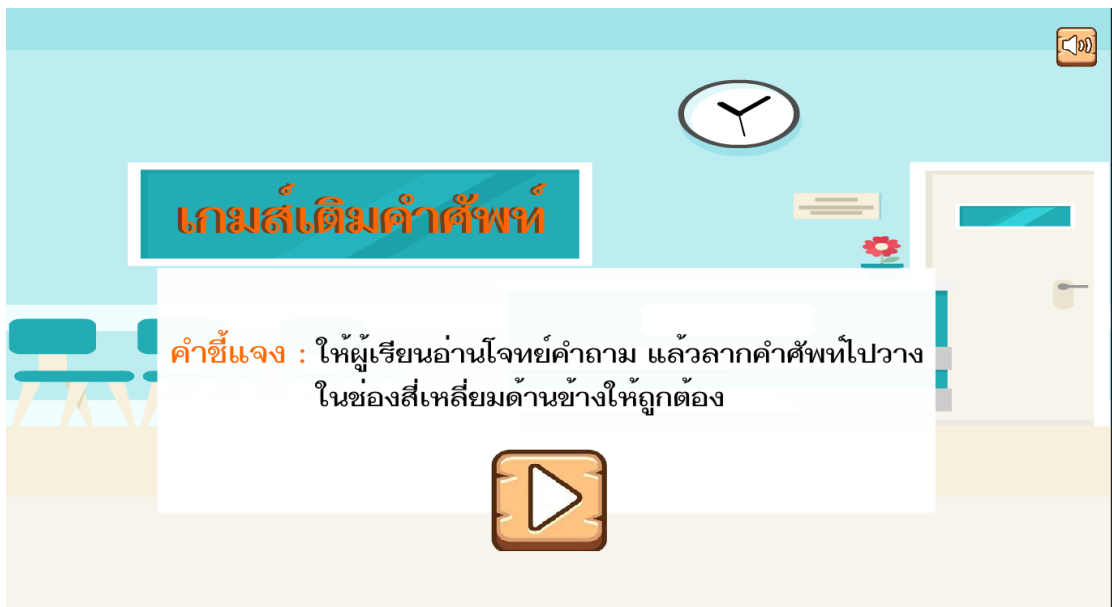 เกมส์เติมคำศัพท์
คำชี้แจง : ให้ผู้เรียนอ่านโจทย์คำถาม แล้วลากคำศัพท์ไปวาง
ในช่องสี่เหลี่ยมด้านข้างให้ถูกต้อง